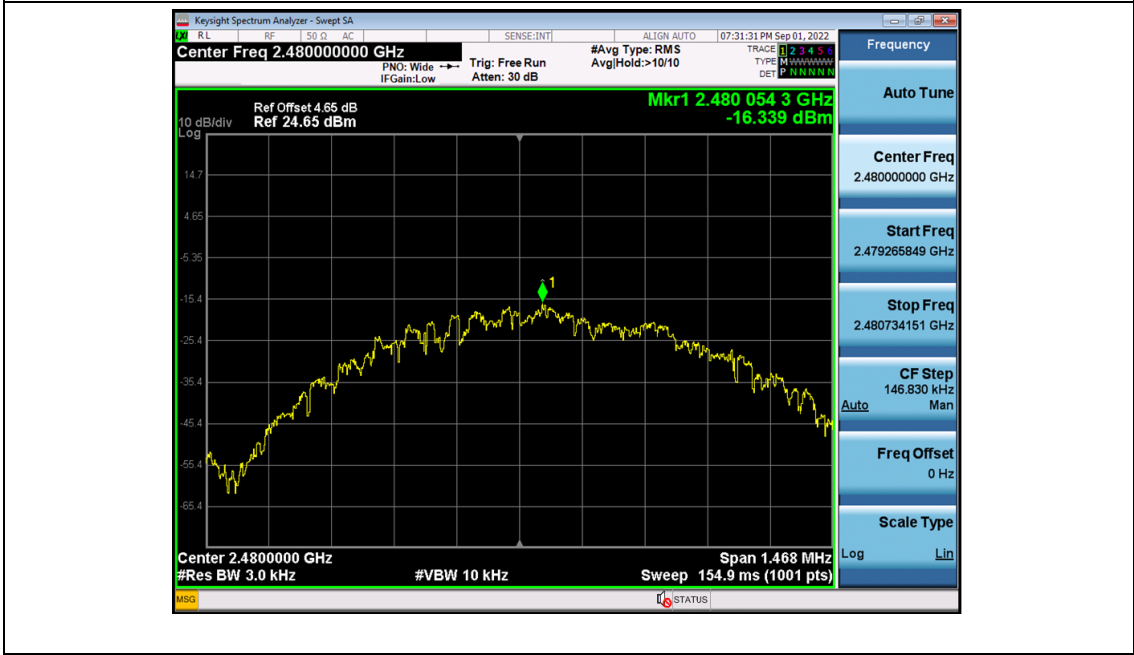 Keysight Spectrum Analyzer - Swept SA
LXI RL RF 50 Ω AC SENSE:INT ALIGN AUTO 07:31:31 PM Sep 01, 2022
Center Freq 2.480000000 GHz
PNO: Wide
IFGain:Low
Trig: Free Run
Atten: 30 dB
#Avg Type: RMS
Avg|Hold:>10/10
TRACE 1 2 3 4 5 6
TYPE M WWWWW
DET P N N N N N
Mkr1 2.480 054 3 GHz
-16.339 dBm
Ref Offset 4.65 dB
10 dB/div Ref 24.65 dBm
Log
14.7
4.65
-5.35
-15.4
-25.4
-35.4
-45.4
-55.4
-65.4
1
Center 2.4800000 GHz Span 1.468 MHz
#Res BW 3.0 kHz #VBW 10 kHz Sweep 154.9 ms (1001 pts)
MSG STATUS
Frequency
Auto Tune
Center Freq
2.480000000 GHz
Start Freq
2.479265849 GHz
Stop Freq
2.480734151 GHz
CF Step
146.830 kHz
Auto Man
Freq Offset
0 Hz
Scale Type
Log Lin